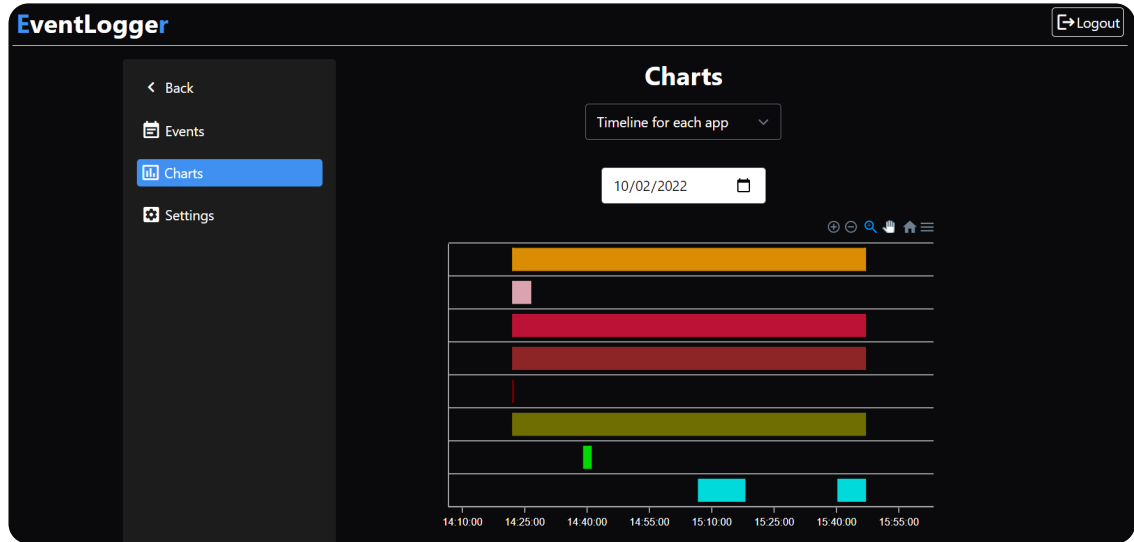 EventLogger
Logout
Back
Events
Charts
Settings
Charts
Timeline for each app
10/02/2022
14:10:00 14:25:00 14:40:00 14:55:00 15:10:00 15:25:00 15:40:00 15:55:00